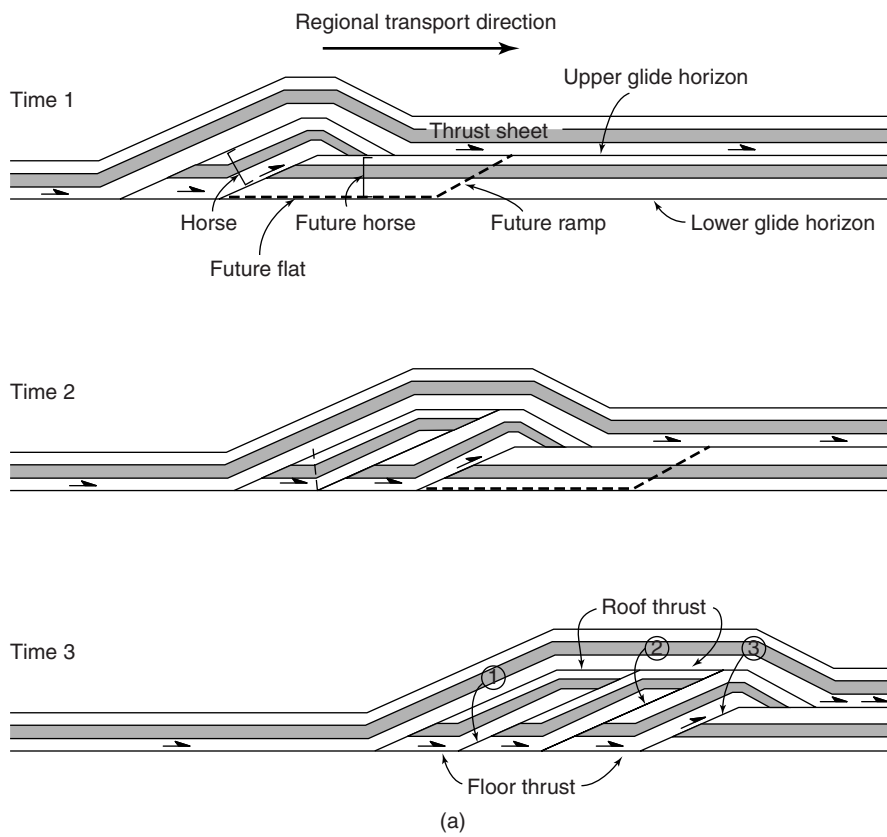 Regional transport direction
Time 1
Upper glide horizon
Thrust sheet
Horse
Future horse
Future ramp
Lower glide horizon
Future flat
Time 2
Time 3
Roof thrust
1
2
3
Floor thrust
(a)